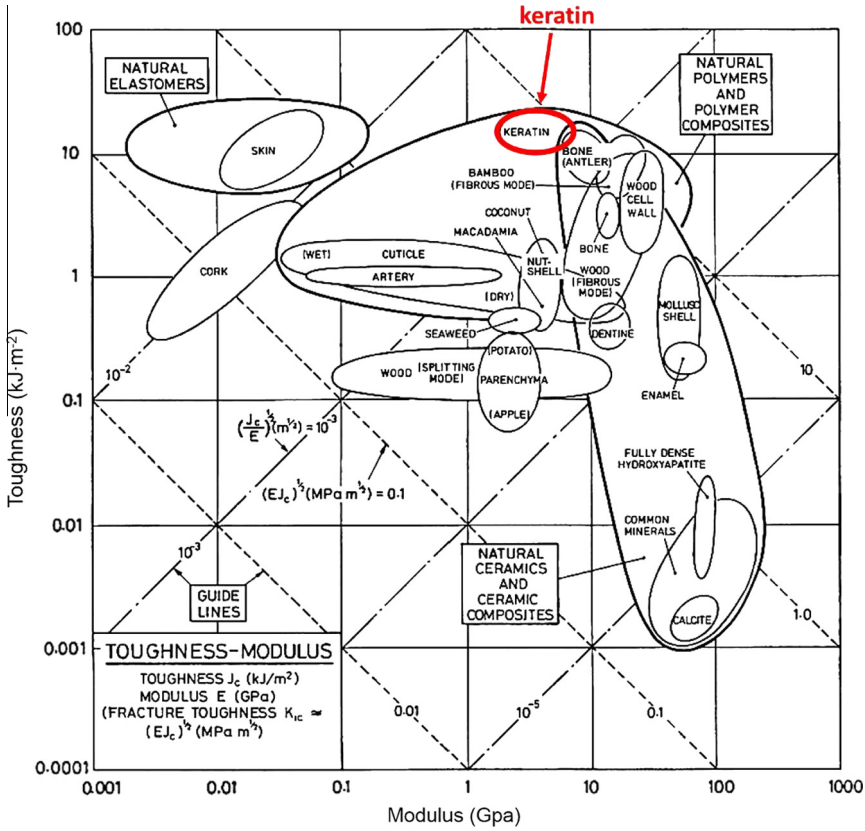 keratin
100
10
1
0.1
0.01
0.001
0.0001
Toughness (kJ·m⁻²)
NATURAL
ELASTOMERS
SKIN
CORK
KERATIN
NATURAL
POLYMERS
AND
POLYMER
COMPOSITES
BONE
(ANTLER)
BAMBOO
(FIBROUS MODE)
WOOD
CELL
WALL
COCONUT
MACADAMIA
BONE
(WET)
CUTICLE
ARTERY
(DRY)
NUT-
SHELL
WOOD
(FIBROUS
MODE)
MOLLUSC
SHELL
SEAWEED
DENTINE
(POTATO)
WOOD (SPLITTING
MODE)
PARENCHYMA
(APPLE)
ENAMEL
10⁻²
10
(J_C/E)^½(m^½) = 10⁻³
(EJ_C)^½(MPa m^½) = 0.1
FULLY DENSE
HYDROXYAPATITE
COMMON
MINERALS
CALCITE
10⁻³
GUIDE
LINES
NATURAL
CERAMICS
AND
CERAMIC
COMPOSITES
1.0
TOUGHNESS-MODULUS
TOUGHNESS J_C (kJ/m²)
MODULUS E (GPa)
(FRACTURE TOUGHNESS K_IC ≈
(EJ_C)^½ (MPa m^½)
0.01
10⁻⁵
0.1
0.001
0.01
0.1
1
10
100
1000
Modulus (Gpa)